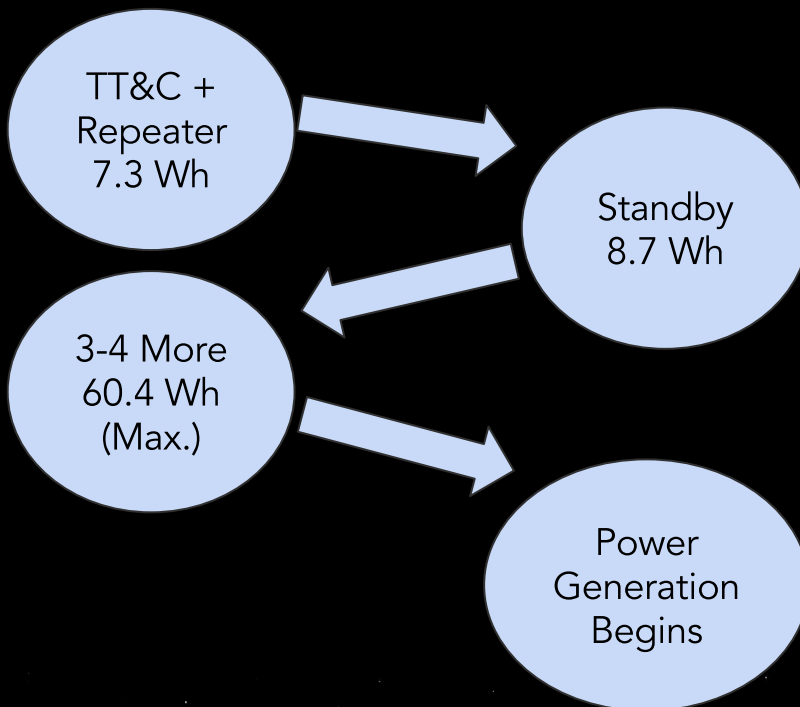 TT&C +
Repeater
7.3 Wh
Standby
8.7 Wh
3-4 More
60.4 Wh
(Max.)
Power
Generation
Begins